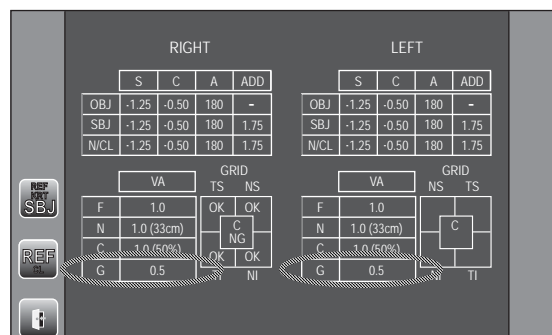 RIGHT LEFT
S C A ADD S C A ADD
OBJ -1.25 -0.50 180 – OBJ -1.25 -0.50 180 –
SBJ -1.25 -0.50 180 1.75 SBJ -1.25 -0.50 180 1.75
N/CL -1.25 -0.50 180 1.75 N/CL -1.25 -0.50 180 1.75
GRID GRID
VA TS NS VA NS TS
REF
KRT
SBJ
F 1.0 OK OK F 1.0
N 1.0 (33cm) C N 1.0 (33cm) C
NG
C 1.0 (50%) OK OK C 1.0 (50%)
REF
CL
G 0.5 NI G 0.5 NI TI